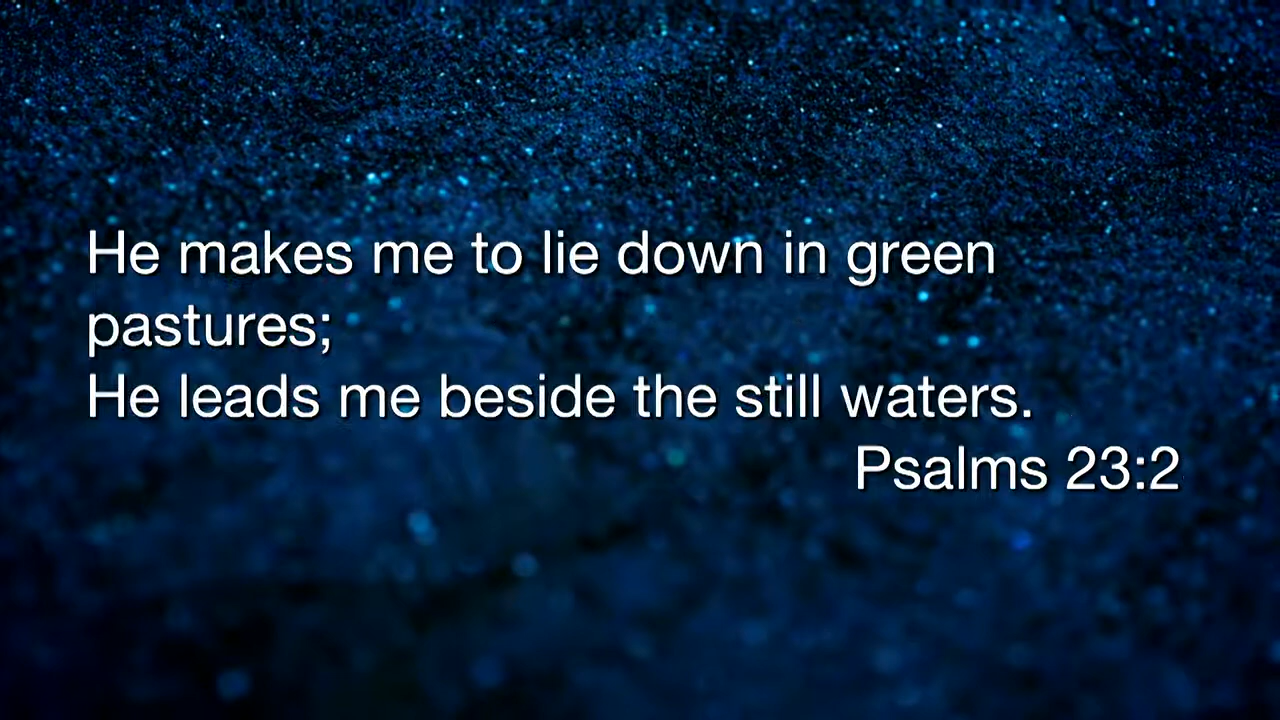 He makes me to lie down in green
pastures;
He leads me beside the still waters.
Psalms 23:2